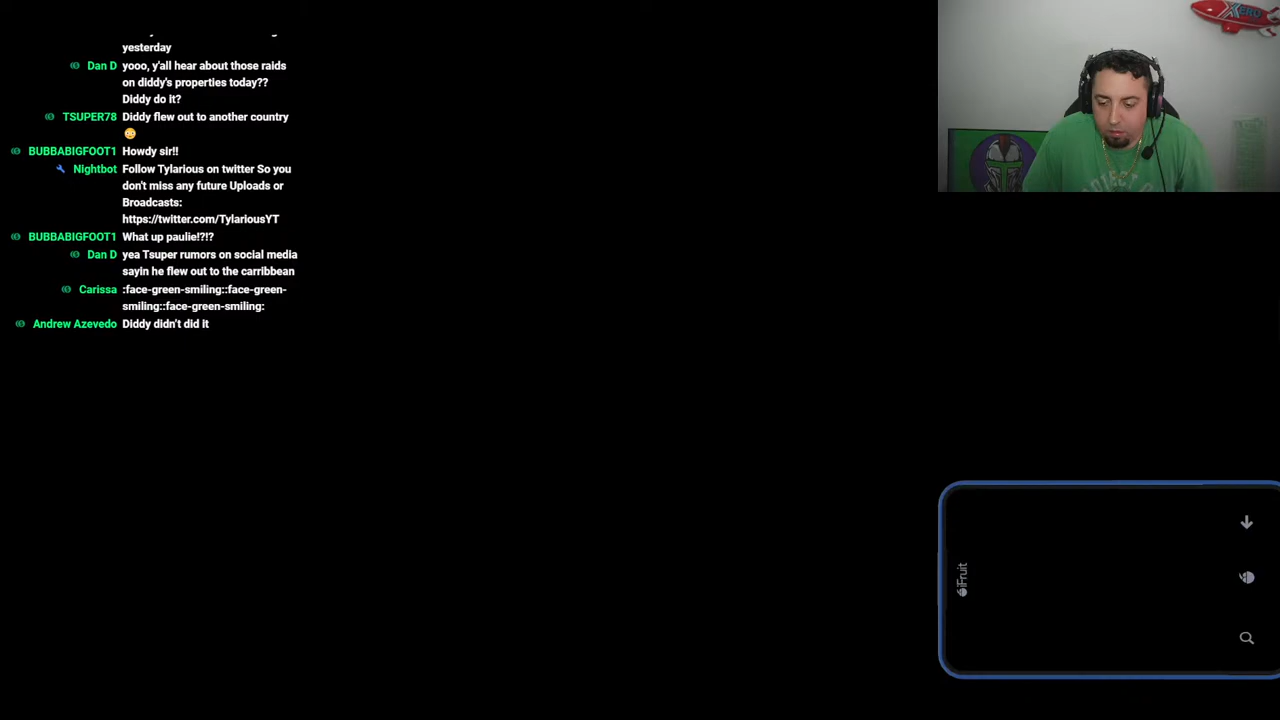 yesterday
Dan D yooo, y'all hear about those raids
on diddy's properties today??
Diddy do it?
TSUPER78 Diddy flew out to another country
😳
BUBBABIGFOOT1 Howdy sir!!
Nightbot Follow Tylarious on twitter So you
don't miss any future Uploads or
Broadcasts:
https://twitter.com/TylariousYT
BUBBABIGFOOT1 What up paulie!?!?
Dan D yea Tsuper rumors on social media
sayin he flew out to the carribbean
Carissa :face-green-smiling::face-green-
smiling::face-green-smiling:
Andrew Azevedo Diddy didn't did it
XERO
iFruit